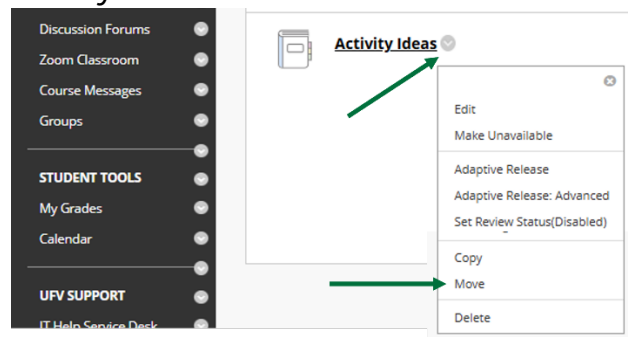 Discussion Forums
Zoom Classroom
Course Messages
Groups
STUDENT TOOLS
My Grades
Calendar
UFV SUPPORT
IT Help Service Desk
Activity Ideas
Edit
Make Unavailable
Adaptive Release
Adaptive Release: Advanced
Set Review Status(Disabled)
Copy
Move
Delete